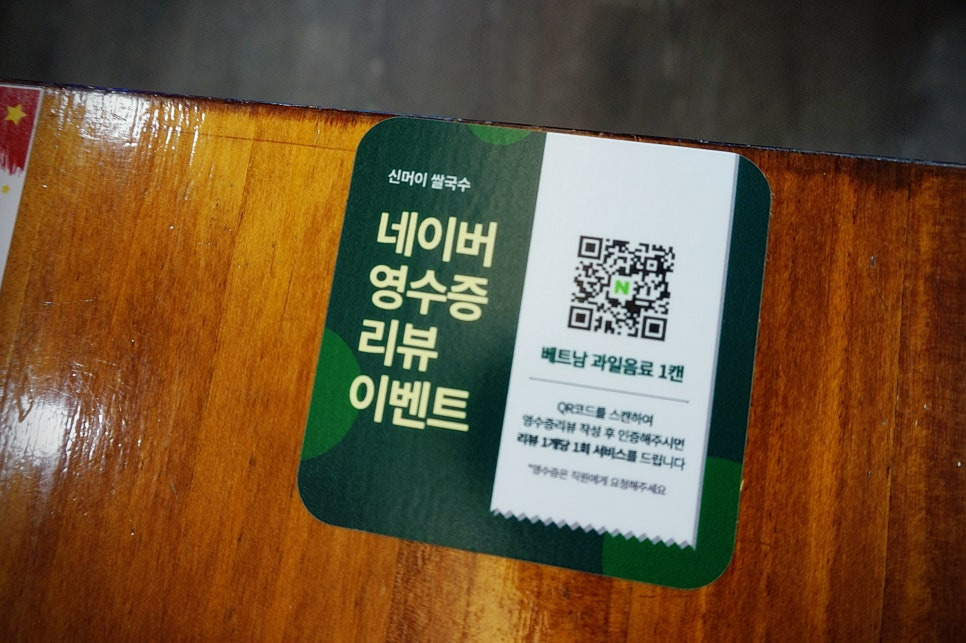 신머이 쌀국수
네이버
영수증
리뷰
이벤트
N
베트남 과일음료 1캔
QR코드를 스캔하여
영수증리뷰 작성 후 인증해주시면
리뷰 1개당 1회 서비스를 드립니다
*영수증은 직원에게 요청해주세요